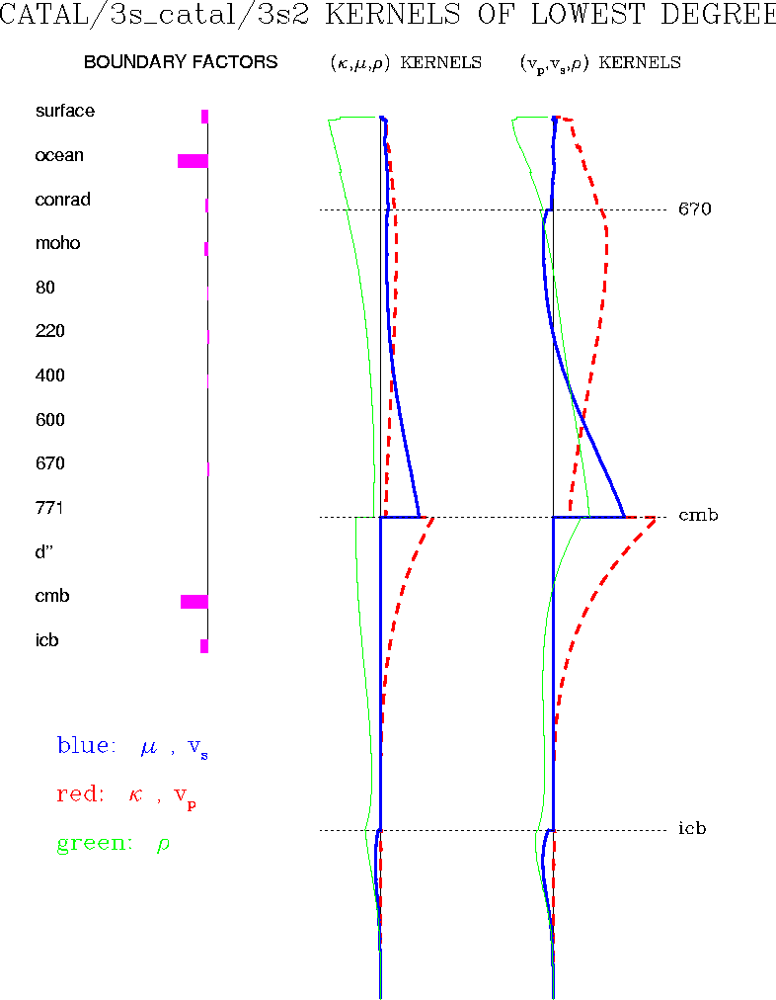 CATAL/3s_catal/3s2 KERNELS OF LOWEST DEGREE
BOUNDARY FACTORS
(κ,μ,ρ) KERNELS
(vp,vs,ρ) KERNELS
surface
ocean
conrad
moho
80
220
400
600
670
771
d"
cmb
icb
670
cmb
icb
blue: μ , vs
red: κ , vp
green: ρ